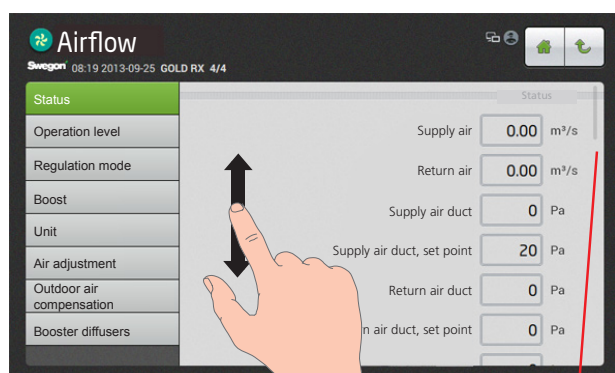 Airflow
Swegon 08:19 2013-09-25 GOLD RX 4/4
Status
Status
Operation level
Supply air 0.00 m³/s
Regulation mode
Return air 0.00 m³/s
Boost
Supply air duct 0 Pa
Unit
Supply air duct, set point 20 Pa
Air adjustment
Outdoor air
compensation
Return air duct 0 Pa
Booster diffusers
air duct, set point 0 Pa